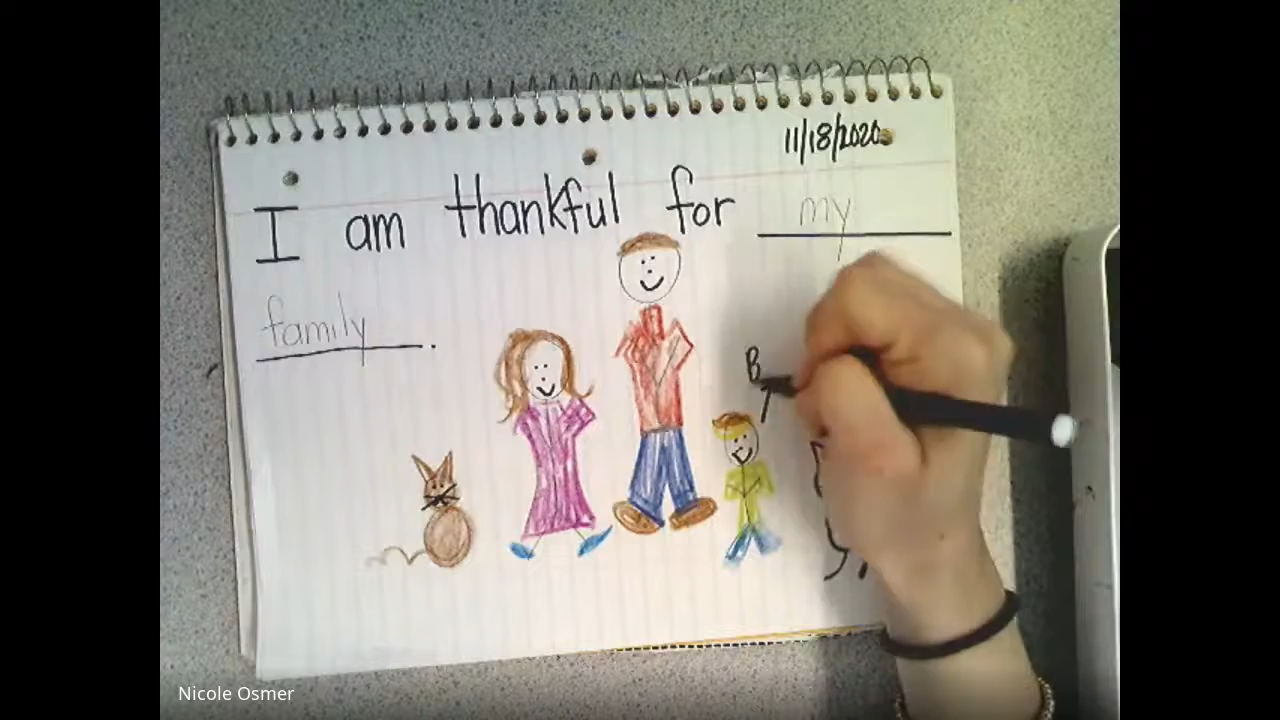 11/18/2020
I am thankful for my
family.
B
Nicole Osmer